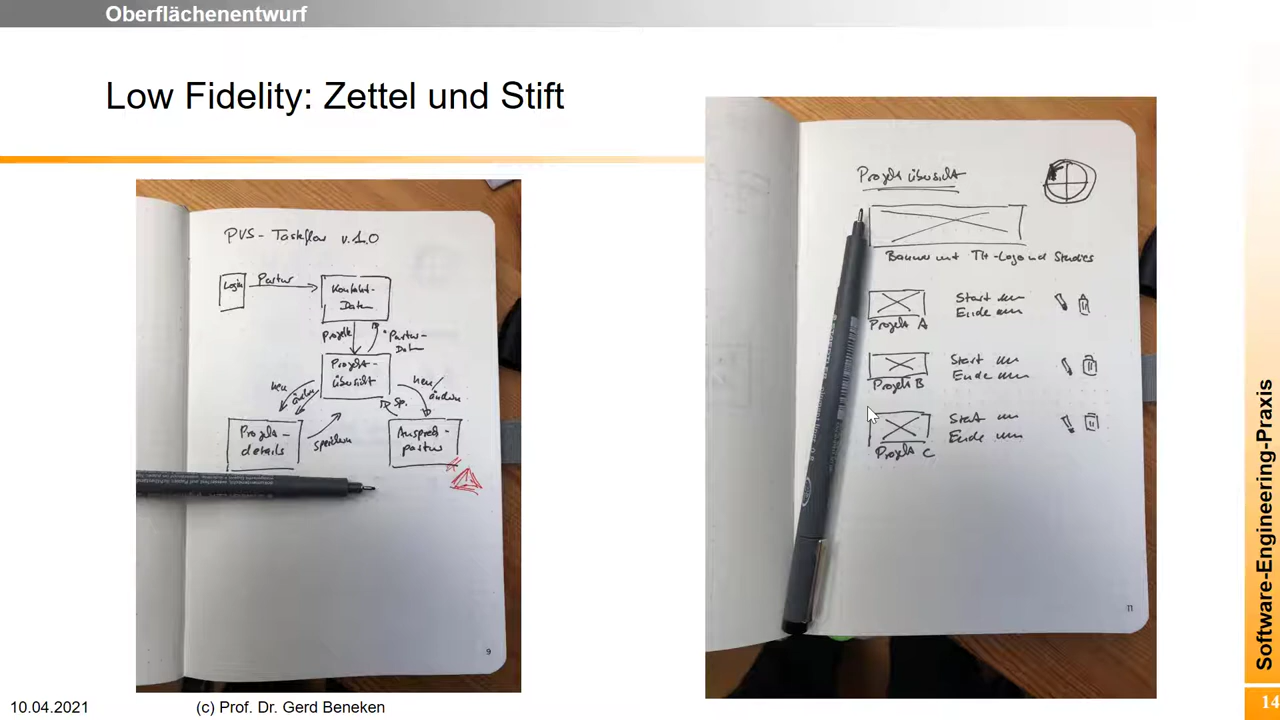 Oberflächenentwurf
Low Fidelity: Zettel und Stift
PVS-Taskflow v.1.0
Login
Partner
Kontakt-
Daten
Projekte
Partner-
Daten
Projekt-
übersicht
neu
ändern
neu/
ändern
Sp.
Projekt-
details
speichern
Ansprech-
partner
9
Projektübersicht
Banner mit TH-Logo und Studies
Projekt A
Start am
Ende am
Projekt B
Start am
Ende am
Projekt C
Start am
Ende am
11
Software-Engineering-Praxis
10.04.2021
(c) Prof. Dr. Gerd Beneken
14